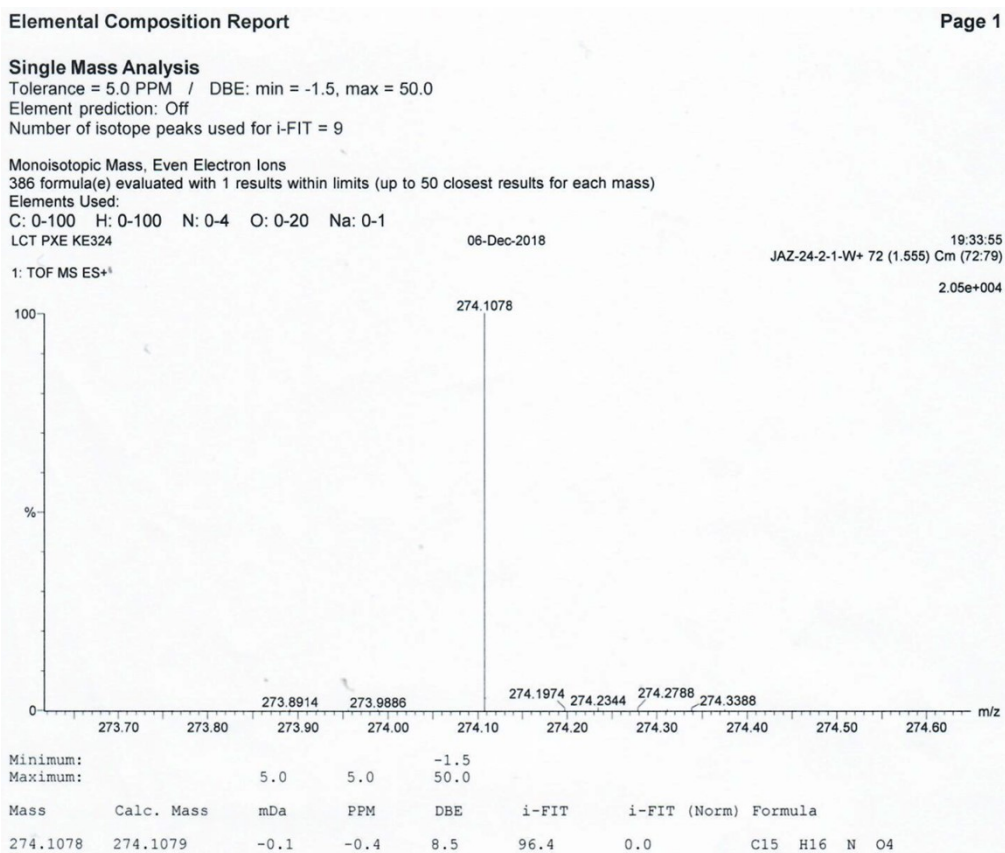 Elemental Composition Report Page 1
Single Mass Analysis
Tolerance = 5.0 PPM / DBE: min = -1.5, max = 50.0
Element prediction: Off
Number of isotope peaks used for i-FIT = 9
Monoisotopic Mass, Even Electron Ions
386 formula(e) evaluated with 1 results within limits (up to 50 closest results for each mass)
Elements Used:
C: 0-100 H: 0-100 N: 0-4 O: 0-20 Na: 0-1
LCT PXE KE324 06-Dec-2018 19:33:55
JAZ-24-2-1-W+ 72 (1.555) Cm (72:79)
1: TOF MS ES+
2.05e+004
100
274.1078
%
0
273.8914 273.9886 274.1974 274.2344 274.2788 274.3388
m/z
273.70 273.80 273.90 274.00 274.10 274.20 274.30 274.40 274.50 274.60
Minimum: -1.5
Maximum: 5.0 5.0 50.0
Mass Calc. Mass mDa PPM DBE i-FIT i-FIT (Norm) Formula
274.1078 274.1079 -0.1 -0.4 8.5 96.4 0.0 C15 H16 N O4